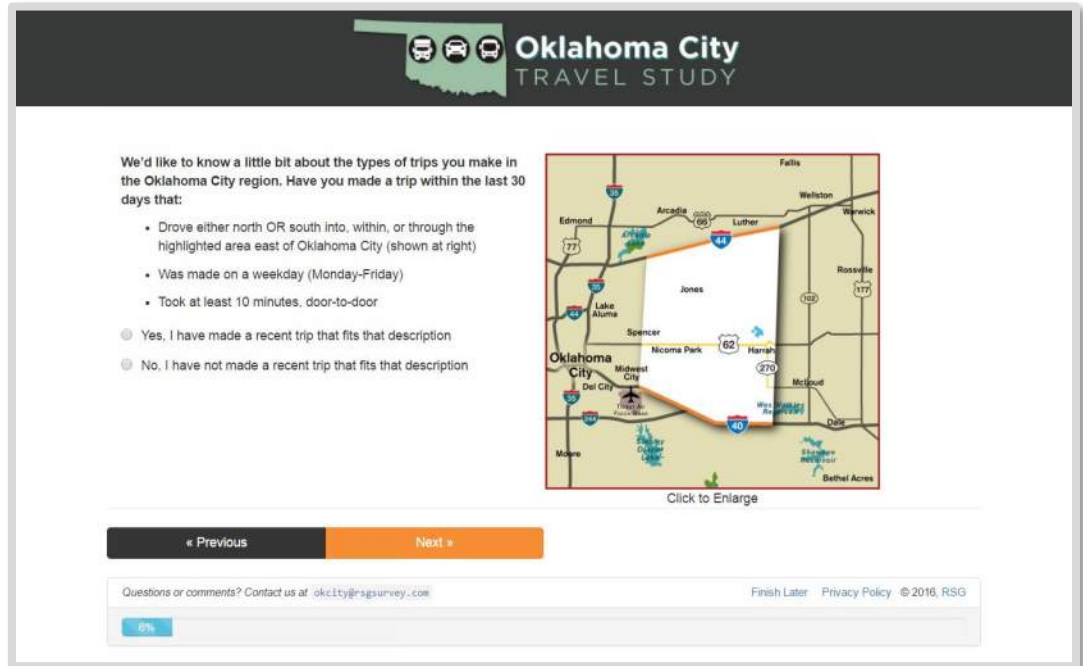 Oklahoma City
TRAVEL STUDY
We'd like to know a little bit about the types of trips you make in
the Oklahoma City region. Have you made a trip within the last 30
days that:
• Drove either north OR south into, within, or through the
highlighted area east of Oklahoma City (shown at right)
• Was made on a weekday (Monday-Friday)
• Took at least 10 minutes, door-to-door
Yes, I have made a recent trip that fits that description
No, I have not made a recent trip that fits that description
Fallis
35
Wellston
Arcadia
66
Luther
Warwick
Edmond
77
44
Rossville
177
Jones
35
102
Lake
Aluma
44
Spencer
62
Nicoma Park
Harrah
Oklahoma
City
Midwest
City
270
Del City
McLoud
35
40
Dale
Moore
Bethel Acres
Click to Enlarge
« Previous
Next »
Questions or comments? Contact us at okcity@rsgsurvey.com
Finish Later Privacy Policy © 2016, RSG
6%